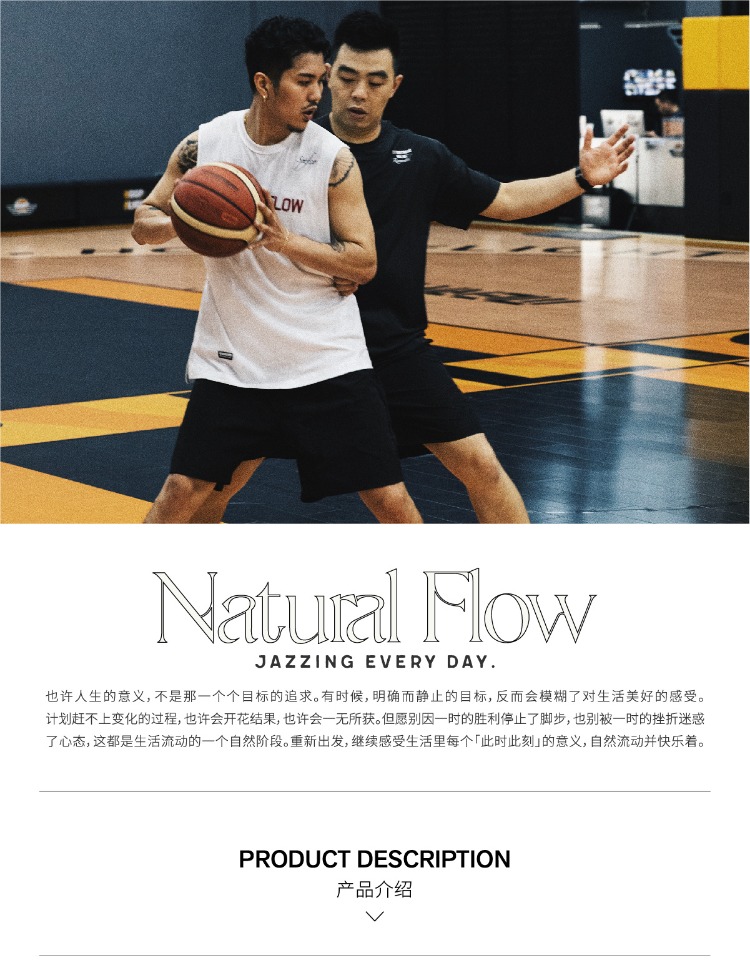 LOW
Natural Flow
JAZZING EVERY DAY.
也许人生的意义，不是那一个个目标的追求。有时候，明确而静止的目标，反而会模糊了对生活美好的感受。
计划赶不上变化的过程，也许会开花结果，也许会一无所获。但愿别因一时的胜利停止了脚步，也别被一时的挫折迷惑
了心态，这都是生活流动的一个自然阶段。重新出发，继续感受生活里每个「此时此刻」的意义，自然流动并快乐着。
PRODUCT DESCRIPTION
产品介绍